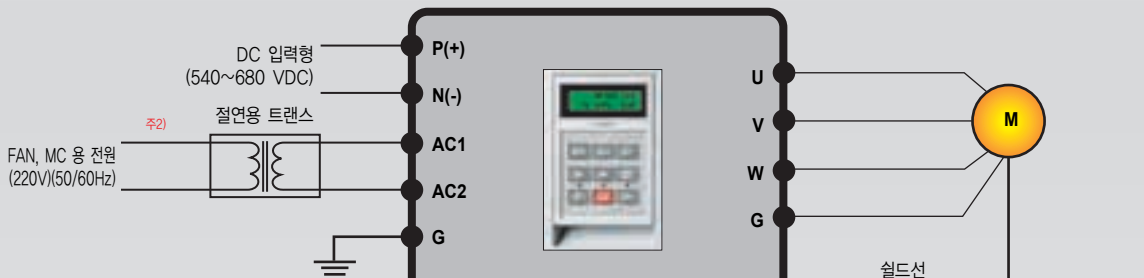 DC 입력형
(540~680 VDC)
절연용 트랜스
주2)
FAN, MC 용 전원
(220V)(50/60Hz)
P(+)
N(-)
AC1
AC2
G
U
V
W
G
M
쉴드선